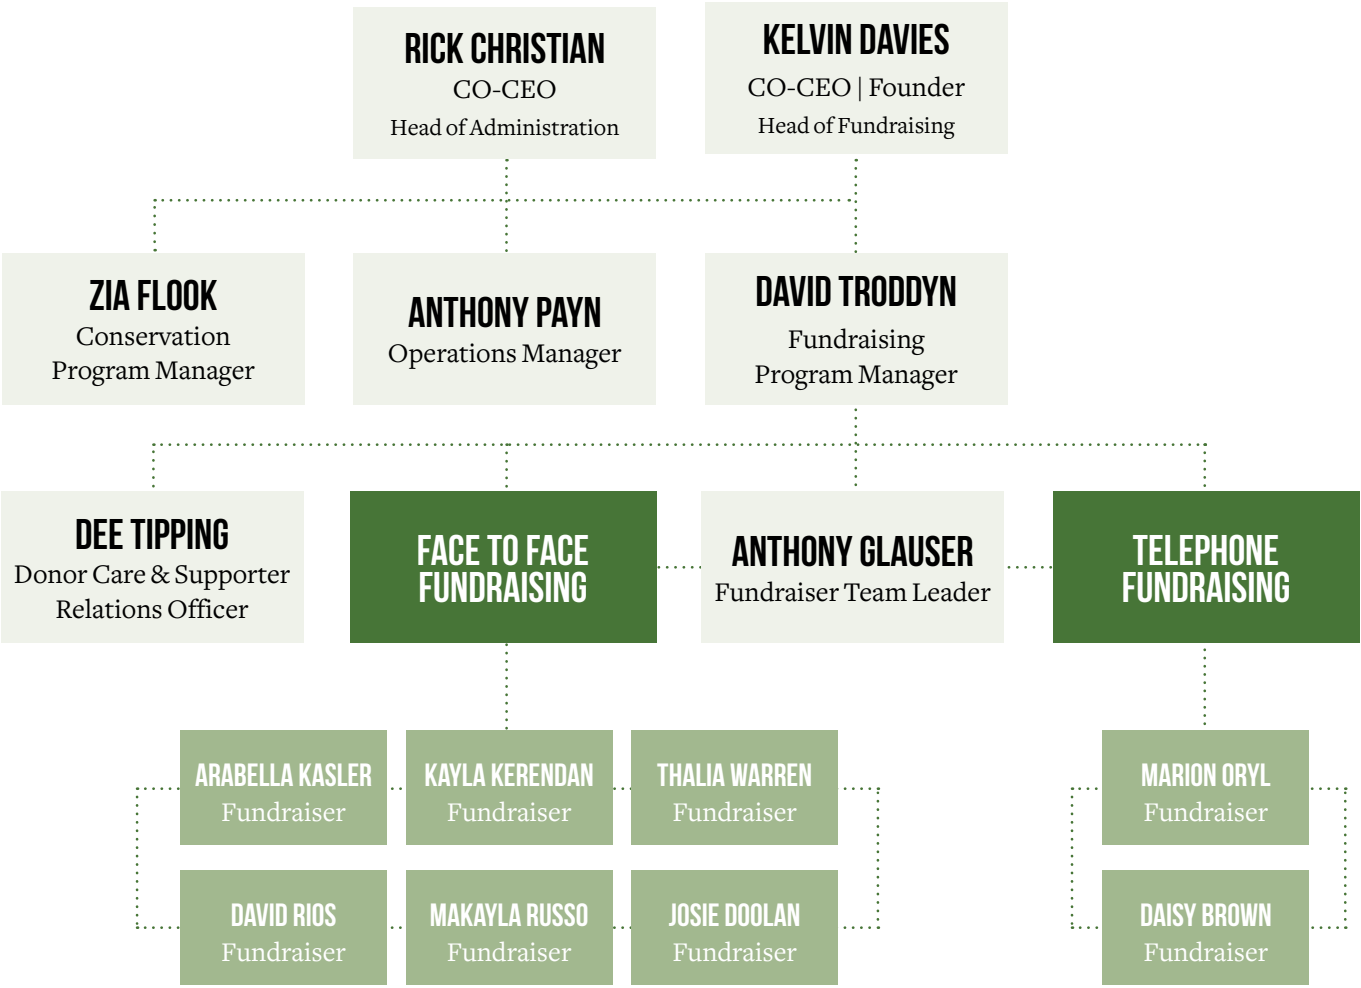 RICK CHRISTIAN
CO-CEO
Head of Administration
KELVIN DAVIES
CO-CEO | Founder
Head of Fundraising
ZIA FLOOK
Conservation
Program Manager
ANTHONY PAYN
Operations Manager
DAVID TRODDYN
Fundraising
Program Manager
DEE TIPPING
Donor Care & Supporter
Relations Officer
FACE TO FACE
FUNDRAISING
ANTHONY GLAUSER
Fundraiser Team Leader
TELEPHONE
FUNDRAISING
ARABELLA KASLER
Fundraiser
KAYLA KERENDAN
Fundraiser
THALIA WARREN
Fundraiser
MARION ORYL
Fundraiser
DAVID RIOS
Fundraiser
MAKAYLA RUSSO
Fundraiser
JOSIE DOOLAN
Fundraiser
DAISY BROWN
Fundraiser